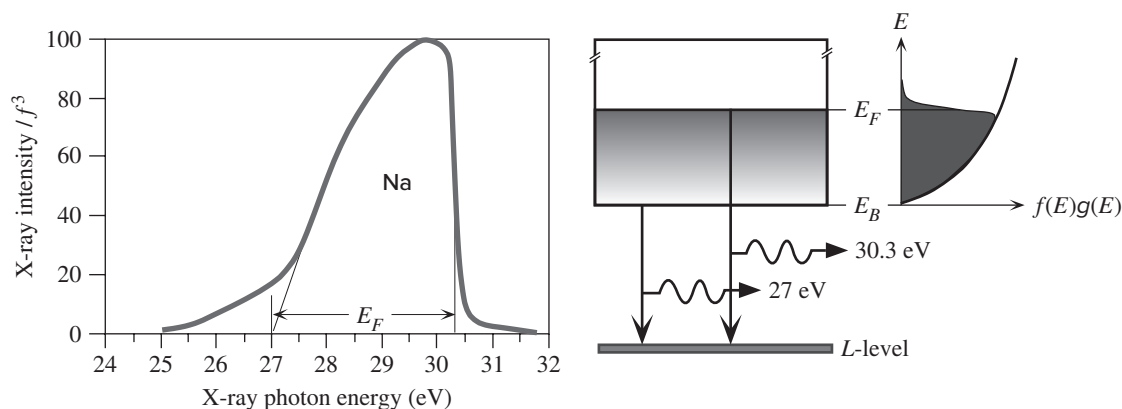 X-ray intensity / f³
100
80
60
40
20
0
Na
E_F
24 25 26 27 28 29 30 31 32
X-ray photon energy (eV)
E
E_F
E_B
f(E)g(E)
30.3 eV
27 eV
L-level